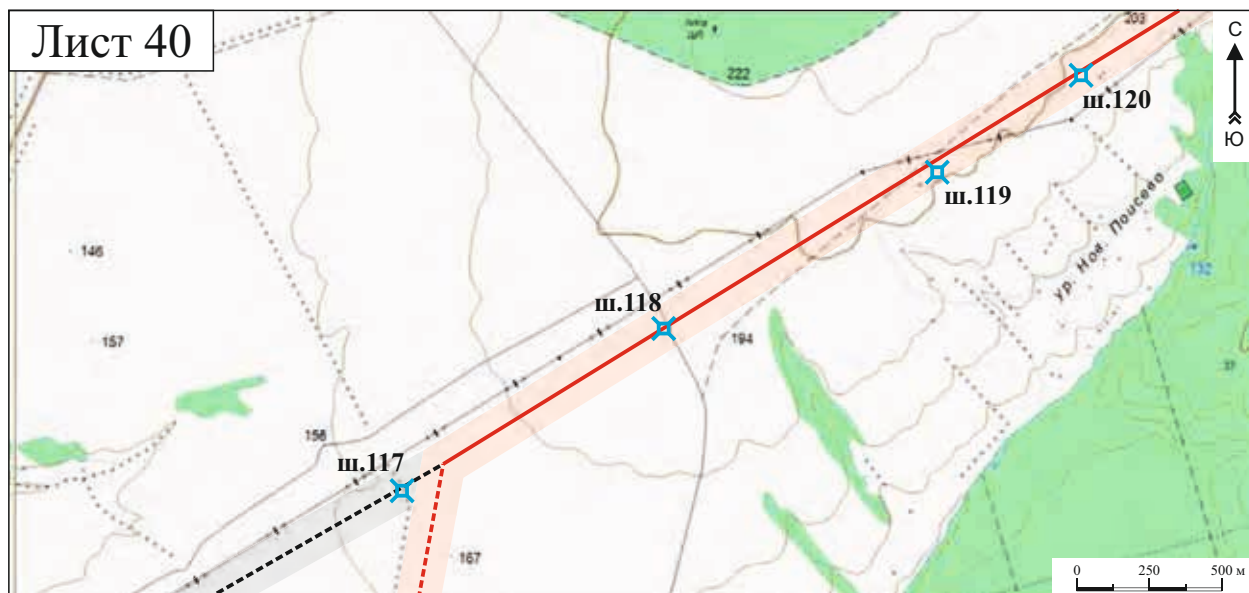 Лист 40
203
С
Ю
222
ш.120
ш.119
ур. Нов. Поисево
132
146
ш.118
194
157
158
ш.117
167
0 250 500 м